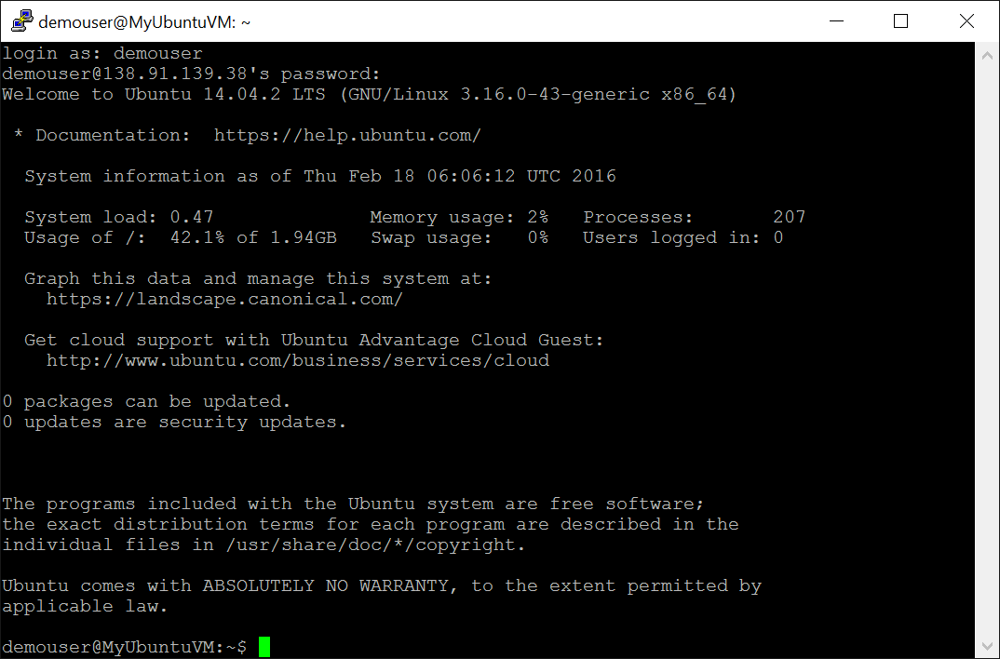 demouser@MyUbuntuVM: ~
login as: demouser
demouser@138.91.139.38's password:
Welcome to Ubuntu 14.04.2 LTS (GNU/Linux 3.16.0-43-generic x86_64)
* Documentation:  https://help.ubuntu.com/
System information as of Thu Feb 18 06:06:12 UTC 2016
System load: 0.47              Memory usage: 2%   Processes:       207
Usage of /:  42.1% of 1.94GB   Swap usage:   0%   Users logged in: 0
Graph this data and manage this system at:
https://landscape.canonical.com/
Get cloud support with Ubuntu Advantage Cloud Guest:
http://www.ubuntu.com/business/services/cloud
0 packages can be updated.
0 updates are security updates.
The programs included with the Ubuntu system are free software;
the exact distribution terms for each program are described in the
individual files in /usr/share/doc/*/copyright.
Ubuntu comes with ABSOLUTELY NO WARRANTY, to the extent permitted by
applicable law.
demouser@MyUbuntuVM:~$